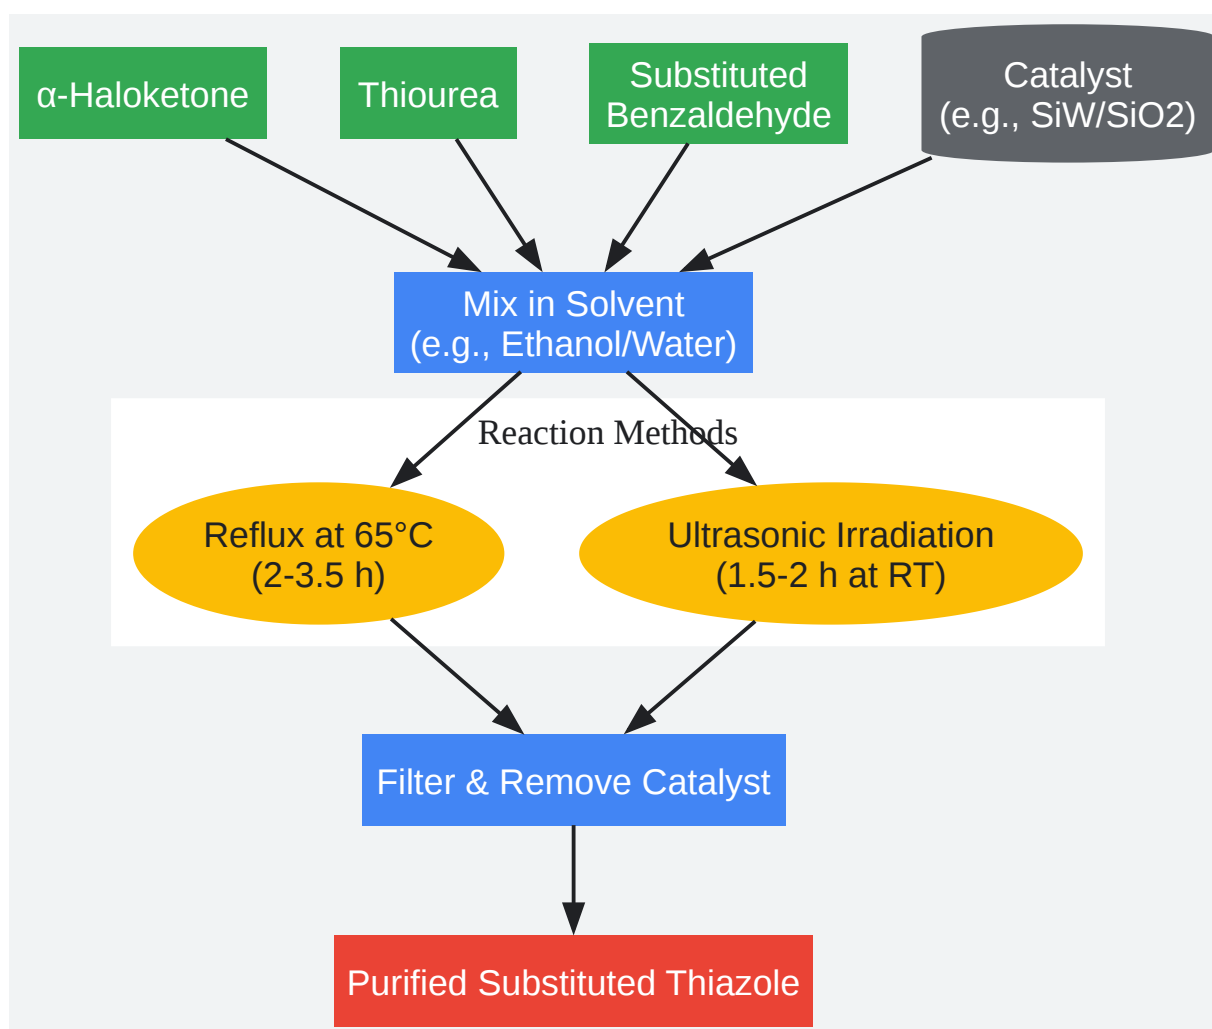 α-Haloketone
Thiourea
Substituted
Benzaldehyde
Catalyst
(e.g., SiW/SiO2)
Mix in Solvent
(e.g., Ethanol/Water)
Reaction Methods
Reflux at 65°C
(2-3.5 h)
Ultrasonic Irradiation
(1.5-2 h at RT)
Filter & Remove Catalyst
Purified Substituted Thiazole